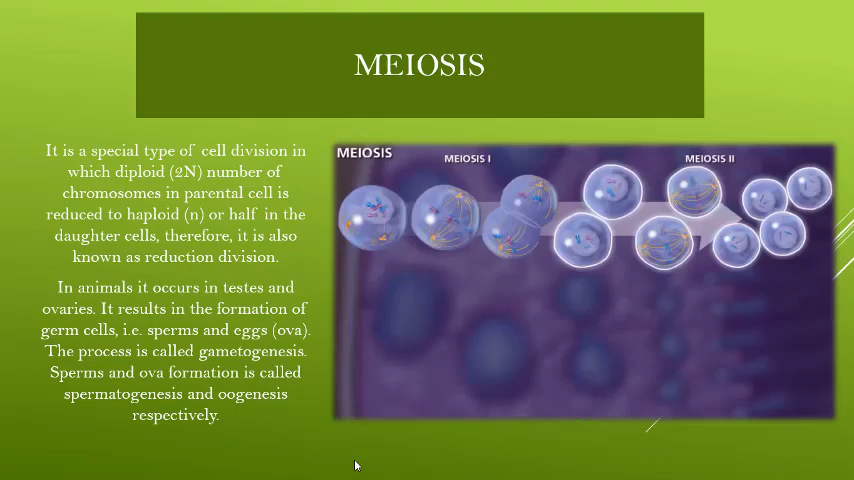 MEIOSIS
It is a special type of cell division in
which diploid (2N) number of
chromosomes in parental cell is
reduced to haploid (n) or half in the
daughter cells, therefore, it is also
known as reduction division.
In animals it occurs in testes and
ovaries. It results in the formation of
germ cells, i.e. sperms and eggs (ova).
The process is called gametogenesis.
Sperms and ova formation is called
spermatogenesis and oogenesis
respectively.
MEIOSIS
MEIOSIS I
MEIOSIS II